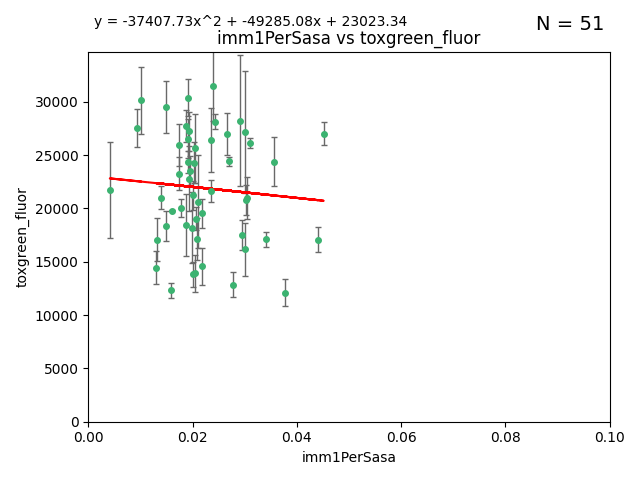 y = -37407.73x^2 + -49285.08x + 23023.34
N = 51
imm1PerSasa vs toxgreen_fluor
toxgreen_fluor
30000
25000
20000
15000
10000
5000
0
0.00 0.02 0.04 0.06 0.08 0.10
imm1PerSasa